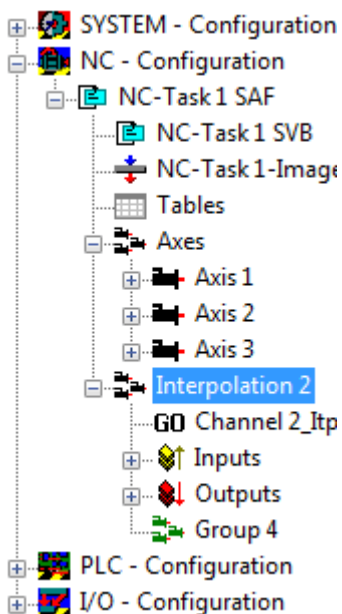 SYSTEM - Configuration
NC - Configuration
NC-Task 1 SAF
NC-Task 1 SVB
NC-Task 1-Image
Tables
Axes
Axis 1
Axis 2
Axis 3
Interpolation 2
GO Channel 2_Itp
Inputs
Outputs
Group 4
PLC - Configuration
I/O - Configuration